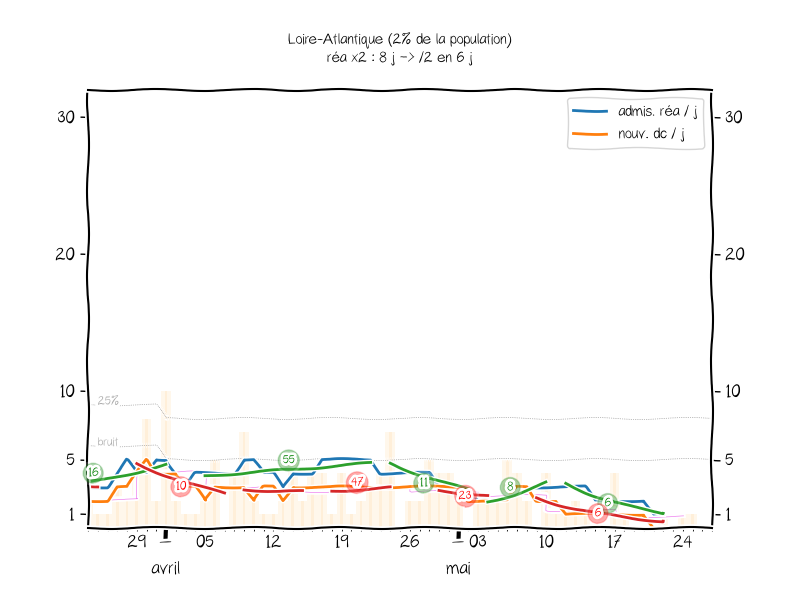 Loire-Atlantique (2% de la population)
réa x2 : 8 j -> /2 en 6 j
admis. réa / j
nouv. dc / j
30 30
20 20
10 10
25%
bruit
5 5
1 1
16 10 55 47 11 23 8 6 6
29 05 12 19 26 03 10 17 24
avril mai